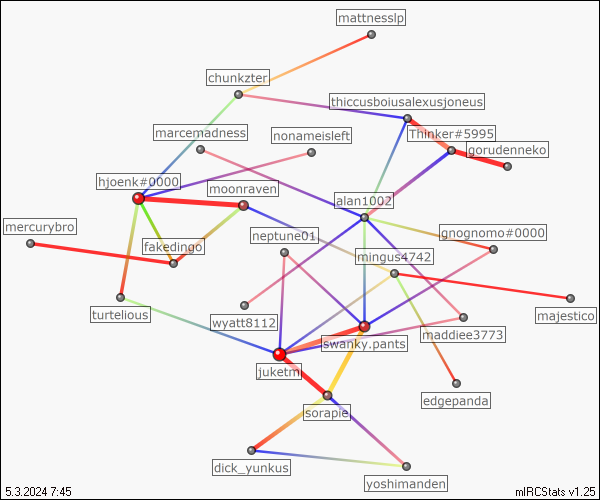 mattnesslp
chunkzter
thiccusboiusalexusjoneus
marcemadness
nonameisleft
Thinker#5995
gorudenneko
hjoenk#0000
moonraven
alan1002
mercurybro
neptune01
gnognomo#0000
fakedingo
mingus4742
turtelious
wyatt8112
majestico
swanky.pants
maddiee3773
juketm
edgepanda
sorapie
dick_yunkus
yoshimanden
5.3.2024 7:45
mIRCStats v1.25